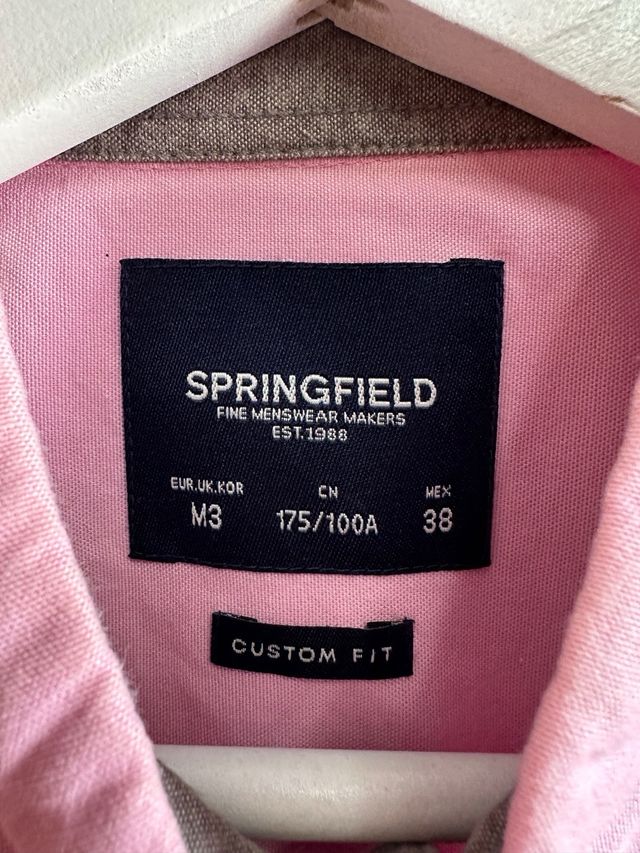 SPRINGFIELD
FINE MENSWEAR MAKERS
EST.1988
EUR.UK.KOR CN MEX
M3 175/100A 38
CUSTOM FIT